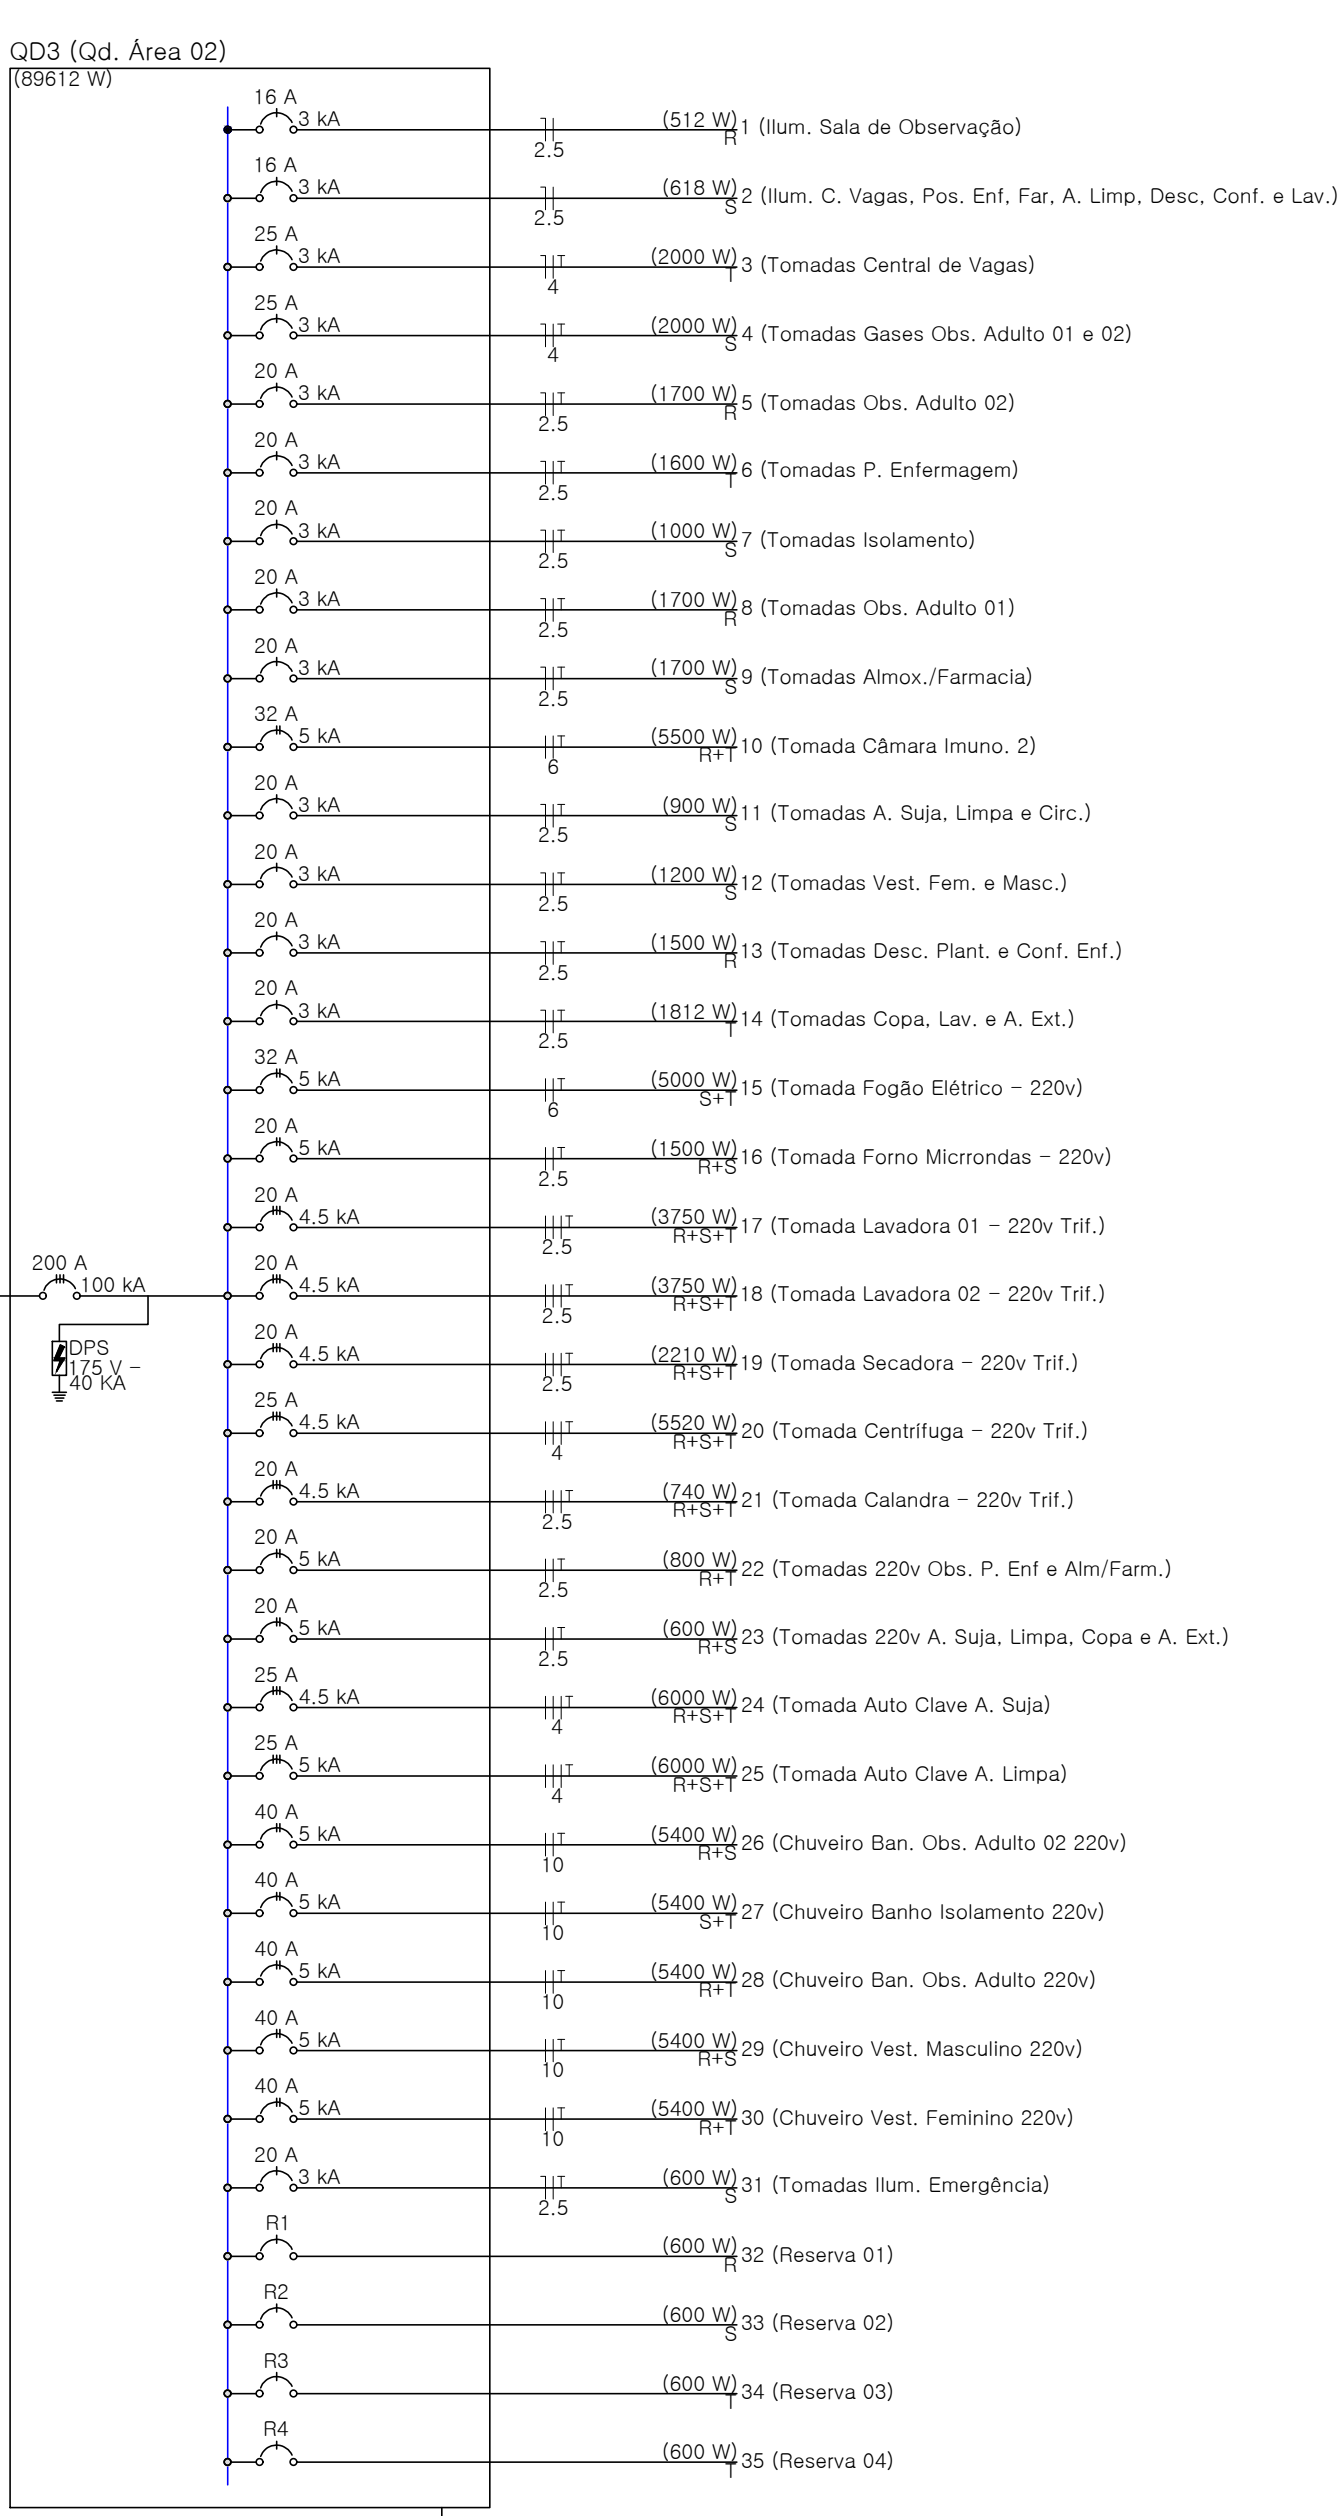 QD3 (Qd. Área 02)
(89612 W)
16 A
3 kA
2.5
(512 W)
R
1 (Ilum. Sala de Observação)
16 A
3 kA
2.5
(618 W)
S
2 (Ilum. C. Vagas, Pos. Enf, Far, A. Limp, Desc, Conf. e Lav.)
25 A
3 kA
T
4
(2000 W)
T
3 (Tomadas Central de Vagas)
25 A
3 kA
T
4
(2000 W)
S
4 (Tomadas Gases Obs. Adulto 01 e 02)
20 A
3 kA
T
2.5
(1700 W)
R
5 (Tomadas Obs. Adulto 02)
20 A
3 kA
T
2.5
(1600 W)
T
6 (Tomadas P. Enfermagem)
20 A
3 kA
T
2.5
(1000 W)
S
7 (Tomadas Isolamento)
20 A
3 kA
T
2.5
(1700 W)
R
8 (Tomadas Obs. Adulto 01)
20 A
3 kA
T
2.5
(1700 W)
S
9 (Tomadas Almox./Farmacia)
32 A
5 kA
T
6
(5500 W)
R+T
10 (Tomada Câmara Imuno. 2)
20 A
3 kA
T
2.5
(900 W)
S
11 (Tomadas A. Suja, Limpa e Circ.)
20 A
3 kA
T
2.5
(1200 W)
S
12 (Tomadas Vest. Fem. e Masc.)
20 A
3 kA
T
2.5
(1500 W)
R
13 (Tomadas Desc. Plant. e Conf. Enf.)
20 A
3 kA
T
2.5
(1812 W)
T
14 (Tomadas Copa, Lav. e A. Ext.)
32 A
5 kA
T
6
(5000 W)
S+T
15 (Tomada Fogão Elétrico - 220v)
20 A
5 kA
T
2.5
(1500 W)
R+S
16 (Tomada Forno Micrrondas - 220v)
20 A
4.5 kA
T
2.5
(3750 W)
R+S+T
17 (Tomada Lavadora 01 - 220v Trif.)
200 A
100 kA
DPS
175 V -
40 KA
20 A
4.5 kA
T
2.5
(3750 W)
R+S+T
18 (Tomada Lavadora 02 - 220v Trif.)
20 A
4.5 kA
T
2.5
(2210 W)
R+S+T
19 (Tomada Secadora - 220v Trif.)
25 A
4.5 kA
T
4
(5520 W)
R+S+T
20 (Tomada Centrífuga - 220v Trif.)
20 A
4.5 kA
T
2.5
(740 W)
R+S+T
21 (Tomada Calandra - 220v Trif.)
20 A
5 kA
T
2.5
(800 W)
R+T
22 (Tomadas 220v Obs. P. Enf e Alm/Farm.)
20 A
5 kA
T
2.5
(600 W)
R+S
23 (Tomadas 220v A. Suja, Limpa, Copa e A. Ext.)
25 A
4.5 kA
T
4
(6000 W)
R+S+T
24 (Tomada Auto Clave A. Suja)
25 A
5 kA
T
4
(6000 W)
R+S+T
25 (Tomada Auto Clave A. Limpa)
40 A
5 kA
T
10
(5400 W)
R+S
26 (Chuveiro Ban. Obs. Adulto 02 220v)
40 A
5 kA
T
10
(5400 W)
S+T
27 (Chuveiro Banho Isolamento 220v)
40 A
5 kA
T
10
(5400 W)
R+T
28 (Chuveiro Ban. Obs. Adulto 220v)
40 A
5 kA
T
10
(5400 W)
R+S
29 (Chuveiro Vest. Masculino 220v)
40 A
5 kA
T
10
(5400 W)
R+T
30 (Chuveiro Vest. Feminino 220v)
20 A
3 kA
T
2.5
(600 W)
S
31 (Tomadas Ilum. Emergência)
R1
(600 W)
R
32 (Reserva 01)
R2
(600 W)
S
33 (Reserva 02)
R3
(600 W)
T
34 (Reserva 03)
R4
(600 W)
T
35 (Reserva 04)